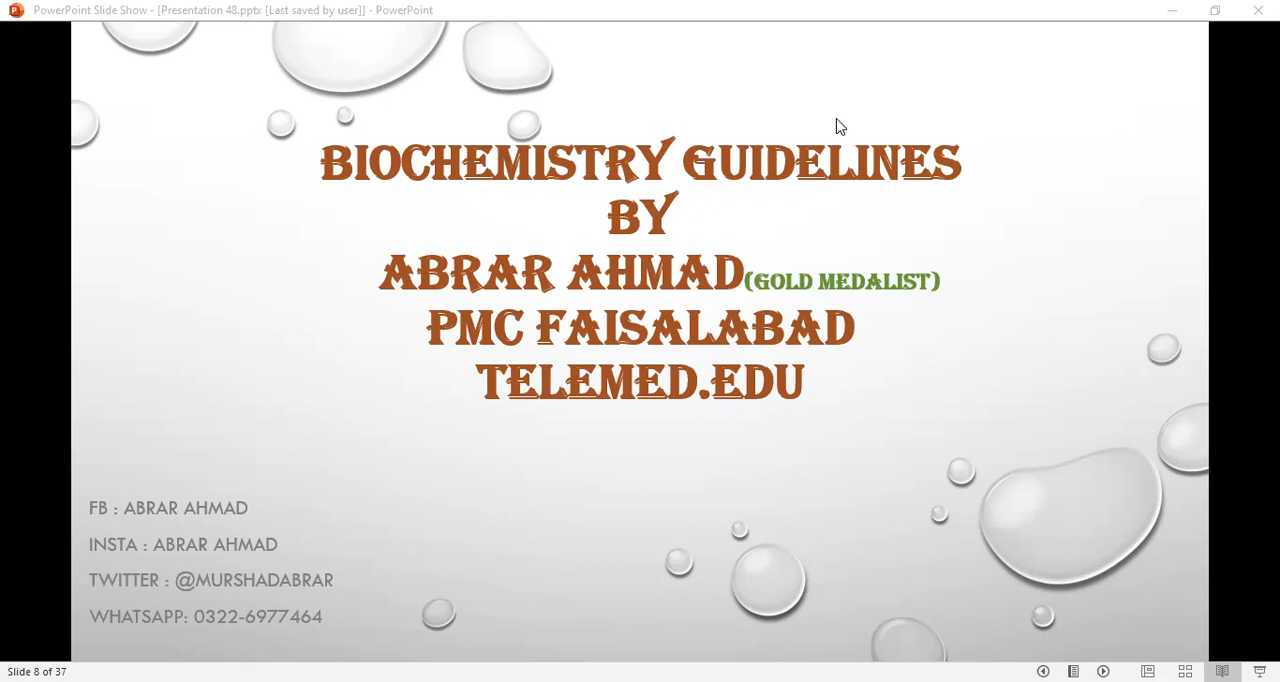 PowerPoint Slide Show - [Presentation 48.pptx [Last saved by user]] - PowerPoint
BIOCHEMISTRY GUIDELINES
BY
ABRAR AHMAD(GOLD MEDALIST)
PMC FAISALABAD
TELEMED.EDU
FB : ABRAR AHMAD
INSTA : ABRAR AHMAD
TWITTER : @MURSHADABRAR
WHATSAPP: 0322-6977464
Slide 8 of 37